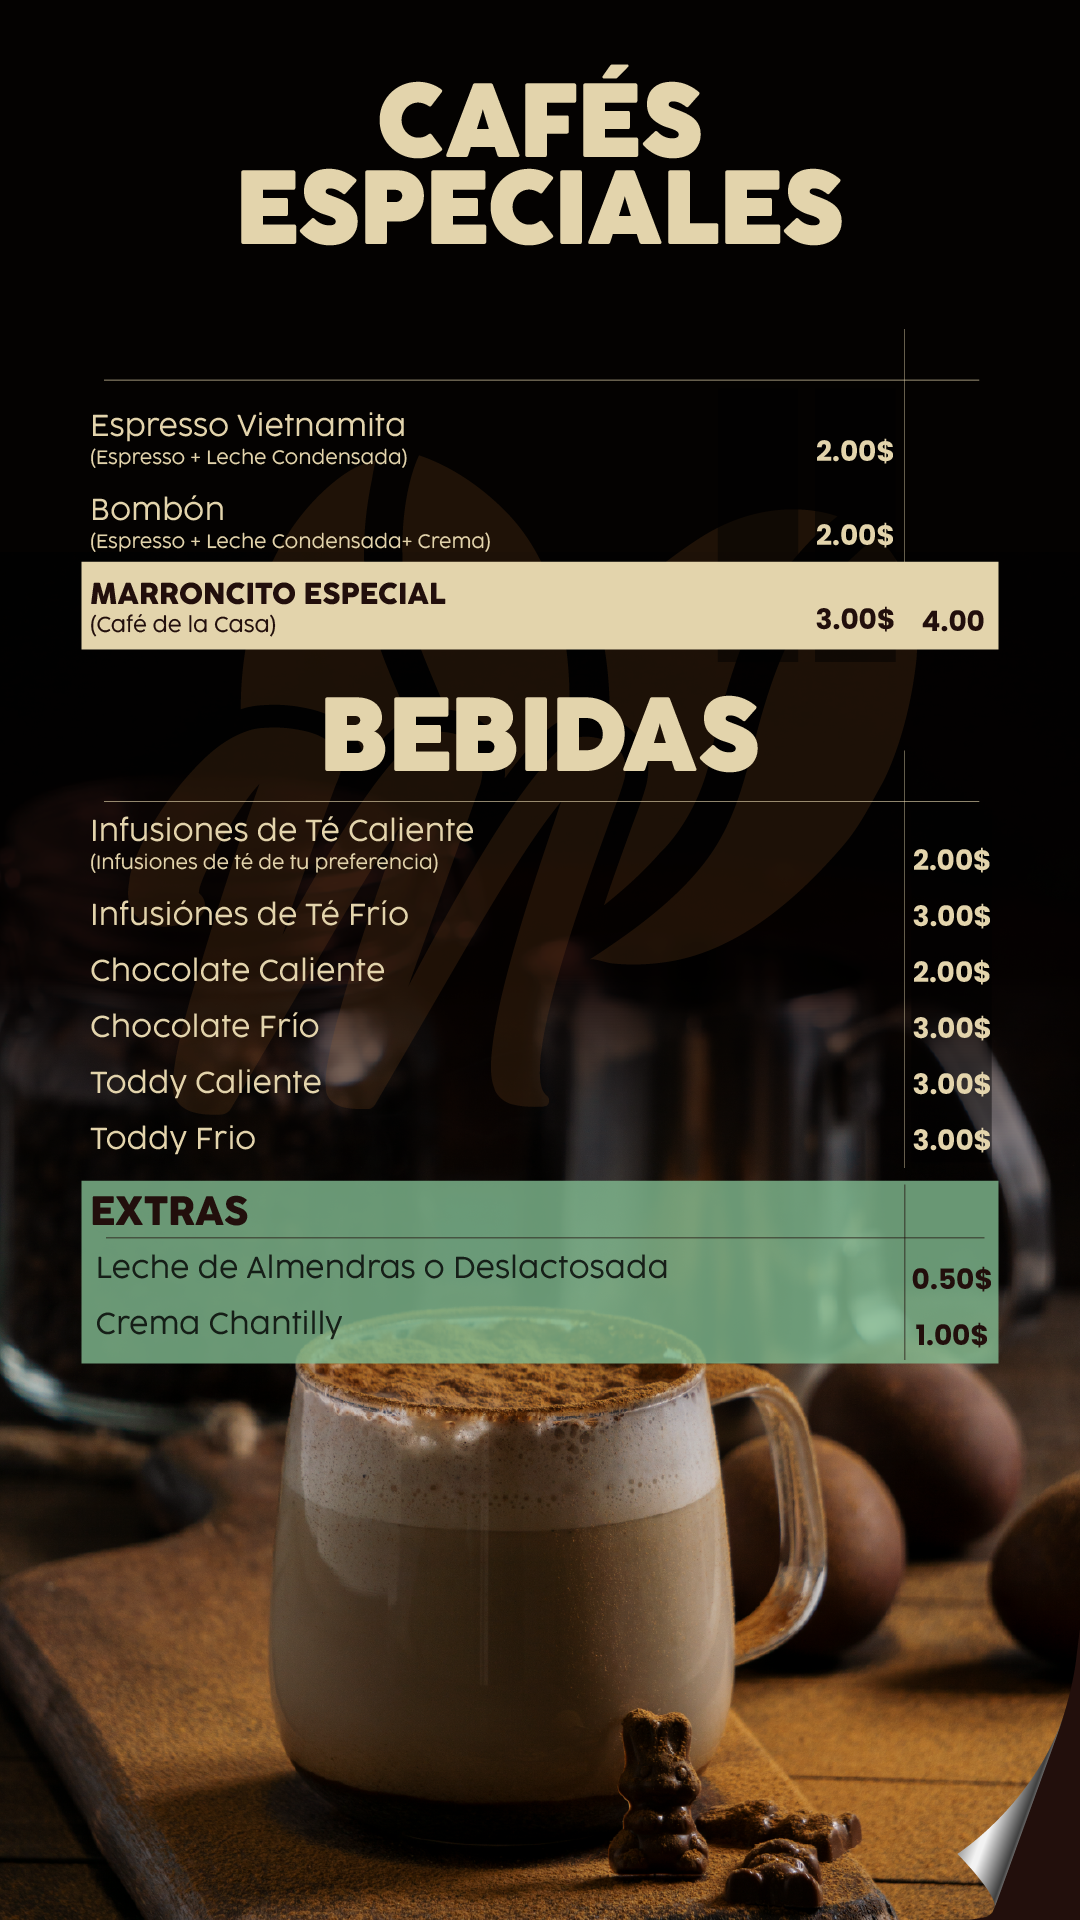 CAFÉS
ESPECIALES
Espresso Vietnamita
(Espresso + Leche Condensada)
2.00$
Bombón
(Espresso + Leche Condensada+ Crema)
2.00$
MARRONCITO ESPECIAL
(Café de la Casa)
3.00$ 4.00
BEBIDAS
Infusiones de Té Caliente
(Infusiones de té de tu preferencia)
2.00$
Infusiónes de Té Frío 3.00$
Chocolate Caliente 2.00$
Chocolate Frío 3.00$
Toddy Caliente 3.00$
Toddy Frio 3.00$
EXTRAS
Leche de Almendras o Deslactosada 0.50$
Crema Chantilly 1.00$